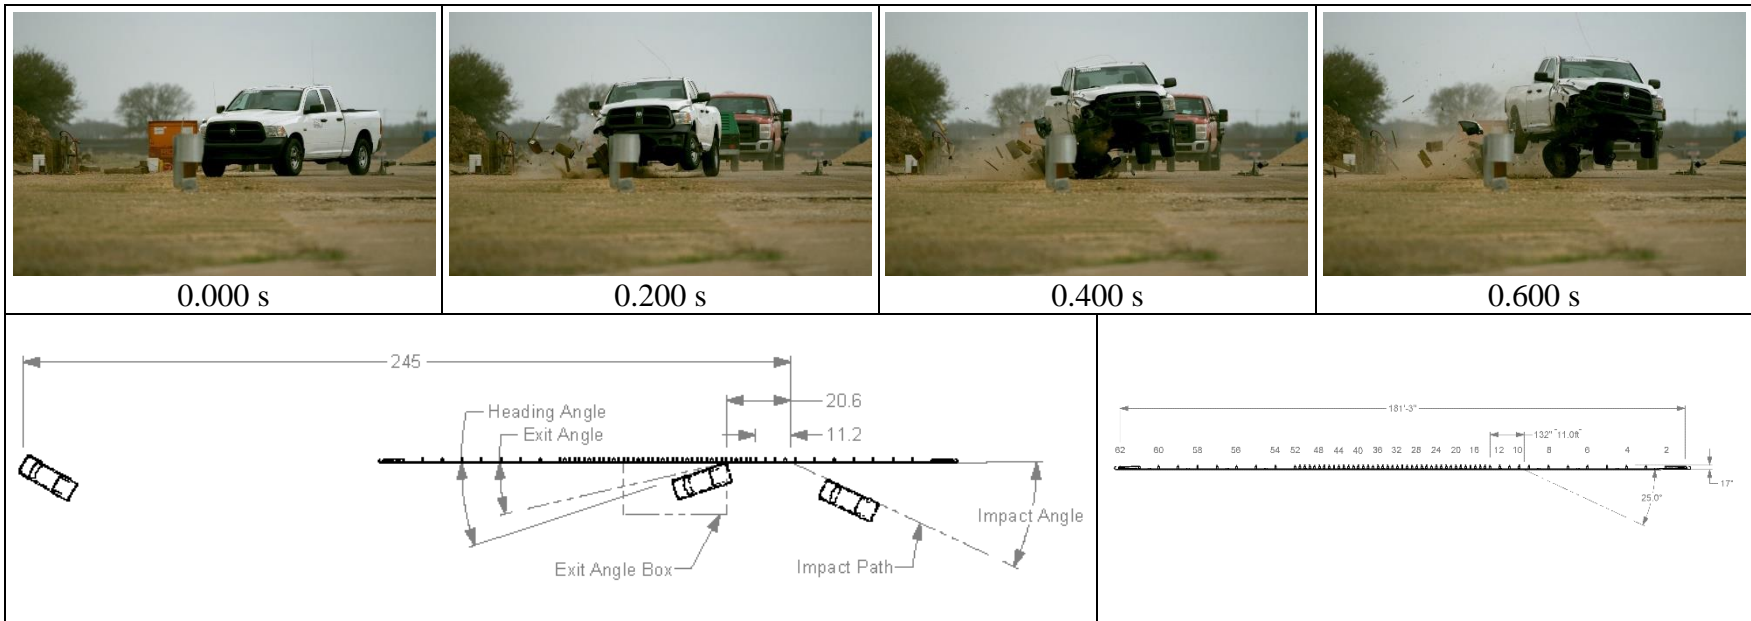 0.000 s
0.200 s
0.400 s
0.600 s
245
20.6
Heading Angle
Exit Angle
11.2
Impact Angle
Exit Angle Box
Impact Path
181'-3"
132" 11.0ft
62 60 58 56 54 52 48 44 40 36 32 28 24 20 16 12 10 8 6 4 2
17"
25.0°